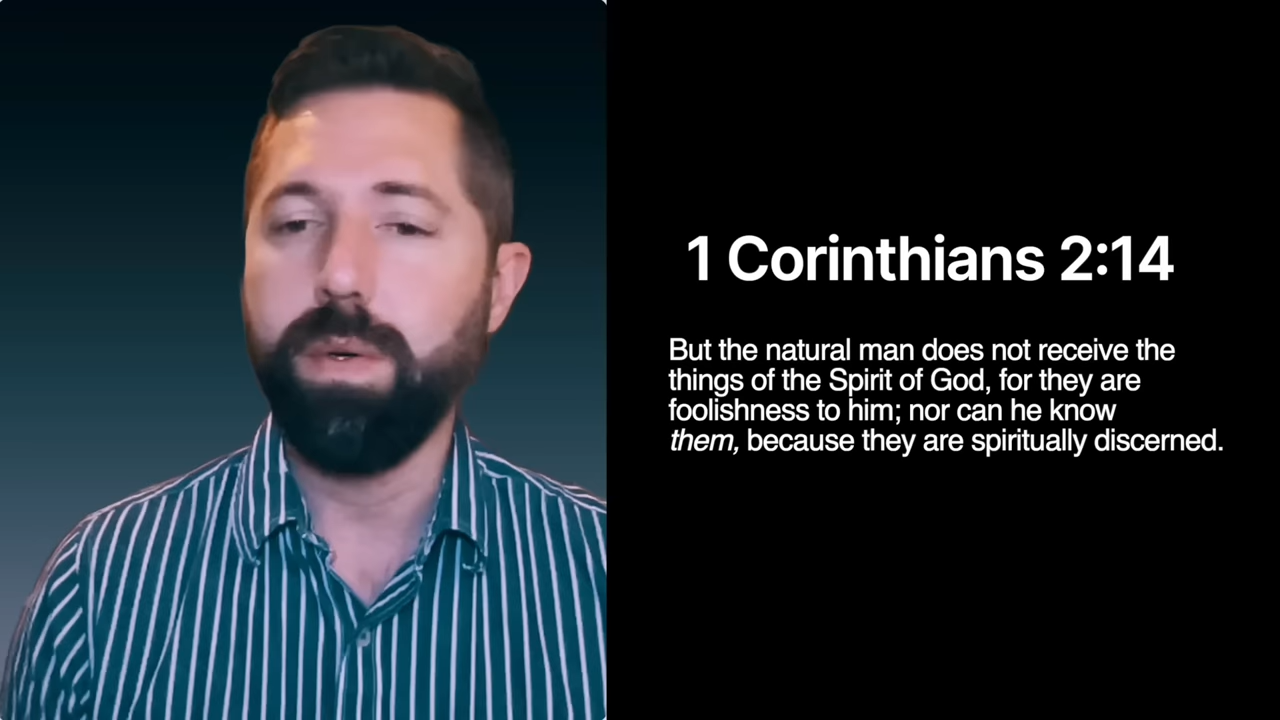 1 Corinthians 2:14
But the natural man does not receive the
things of the Spirit of God, for they are
foolishness to him; nor can he know
them, because they are spiritually discerned.